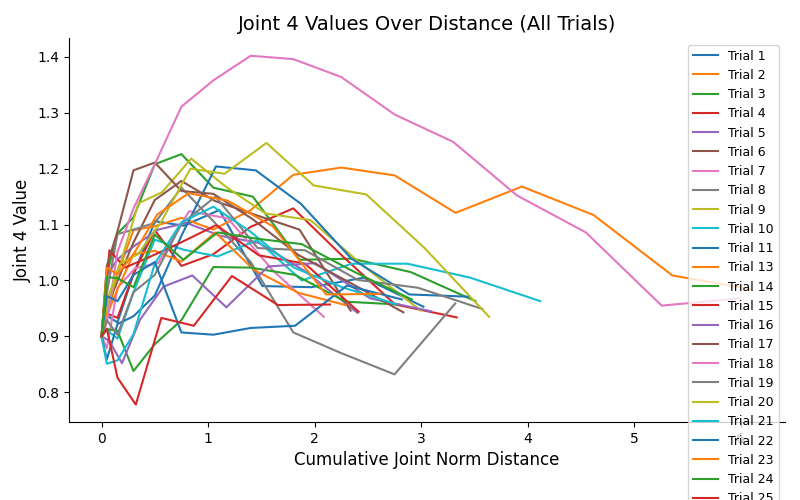 Joint 4 Values Over Distance (All Trials)
Joint 4 Value
1.4
1.3
1.2
1.1
1.0
0.9
0.8
0
1
2
3
4
5
6
Cumulative Joint Norm Distance
Trial 1
Trial 2
Trial 3
Trial 4
Trial 5
Trial 6
Trial 7
Trial 8
Trial 9
Trial 10
Trial 11
Trial 13
Trial 14
Trial 15
Trial 16
Trial 17
Trial 18
Trial 19
Trial 20
Trial 21
Trial 22
Trial 23
Trial 24
Trial 25